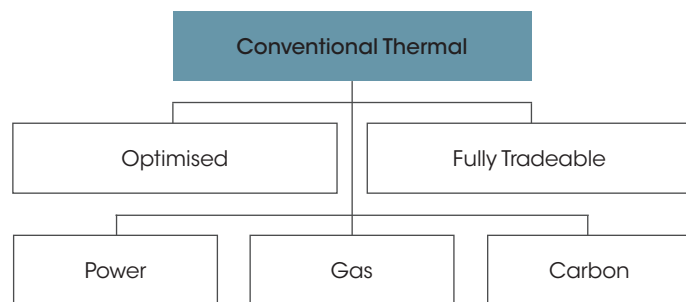 Conventional Thermal
Optimised
Fully Tradeable
Power
Gas
Carbon